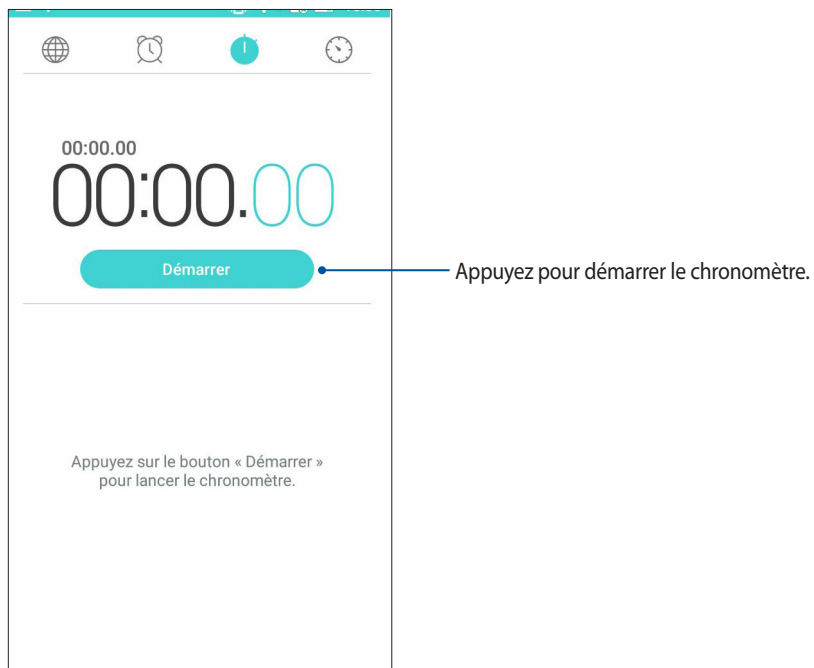 00:00.00
00:00.00
Démarrer
Appuyez pour démarrer le chronomètre.
Appuyez sur le bouton « Démarrer »
pour lancer le chronomètre.